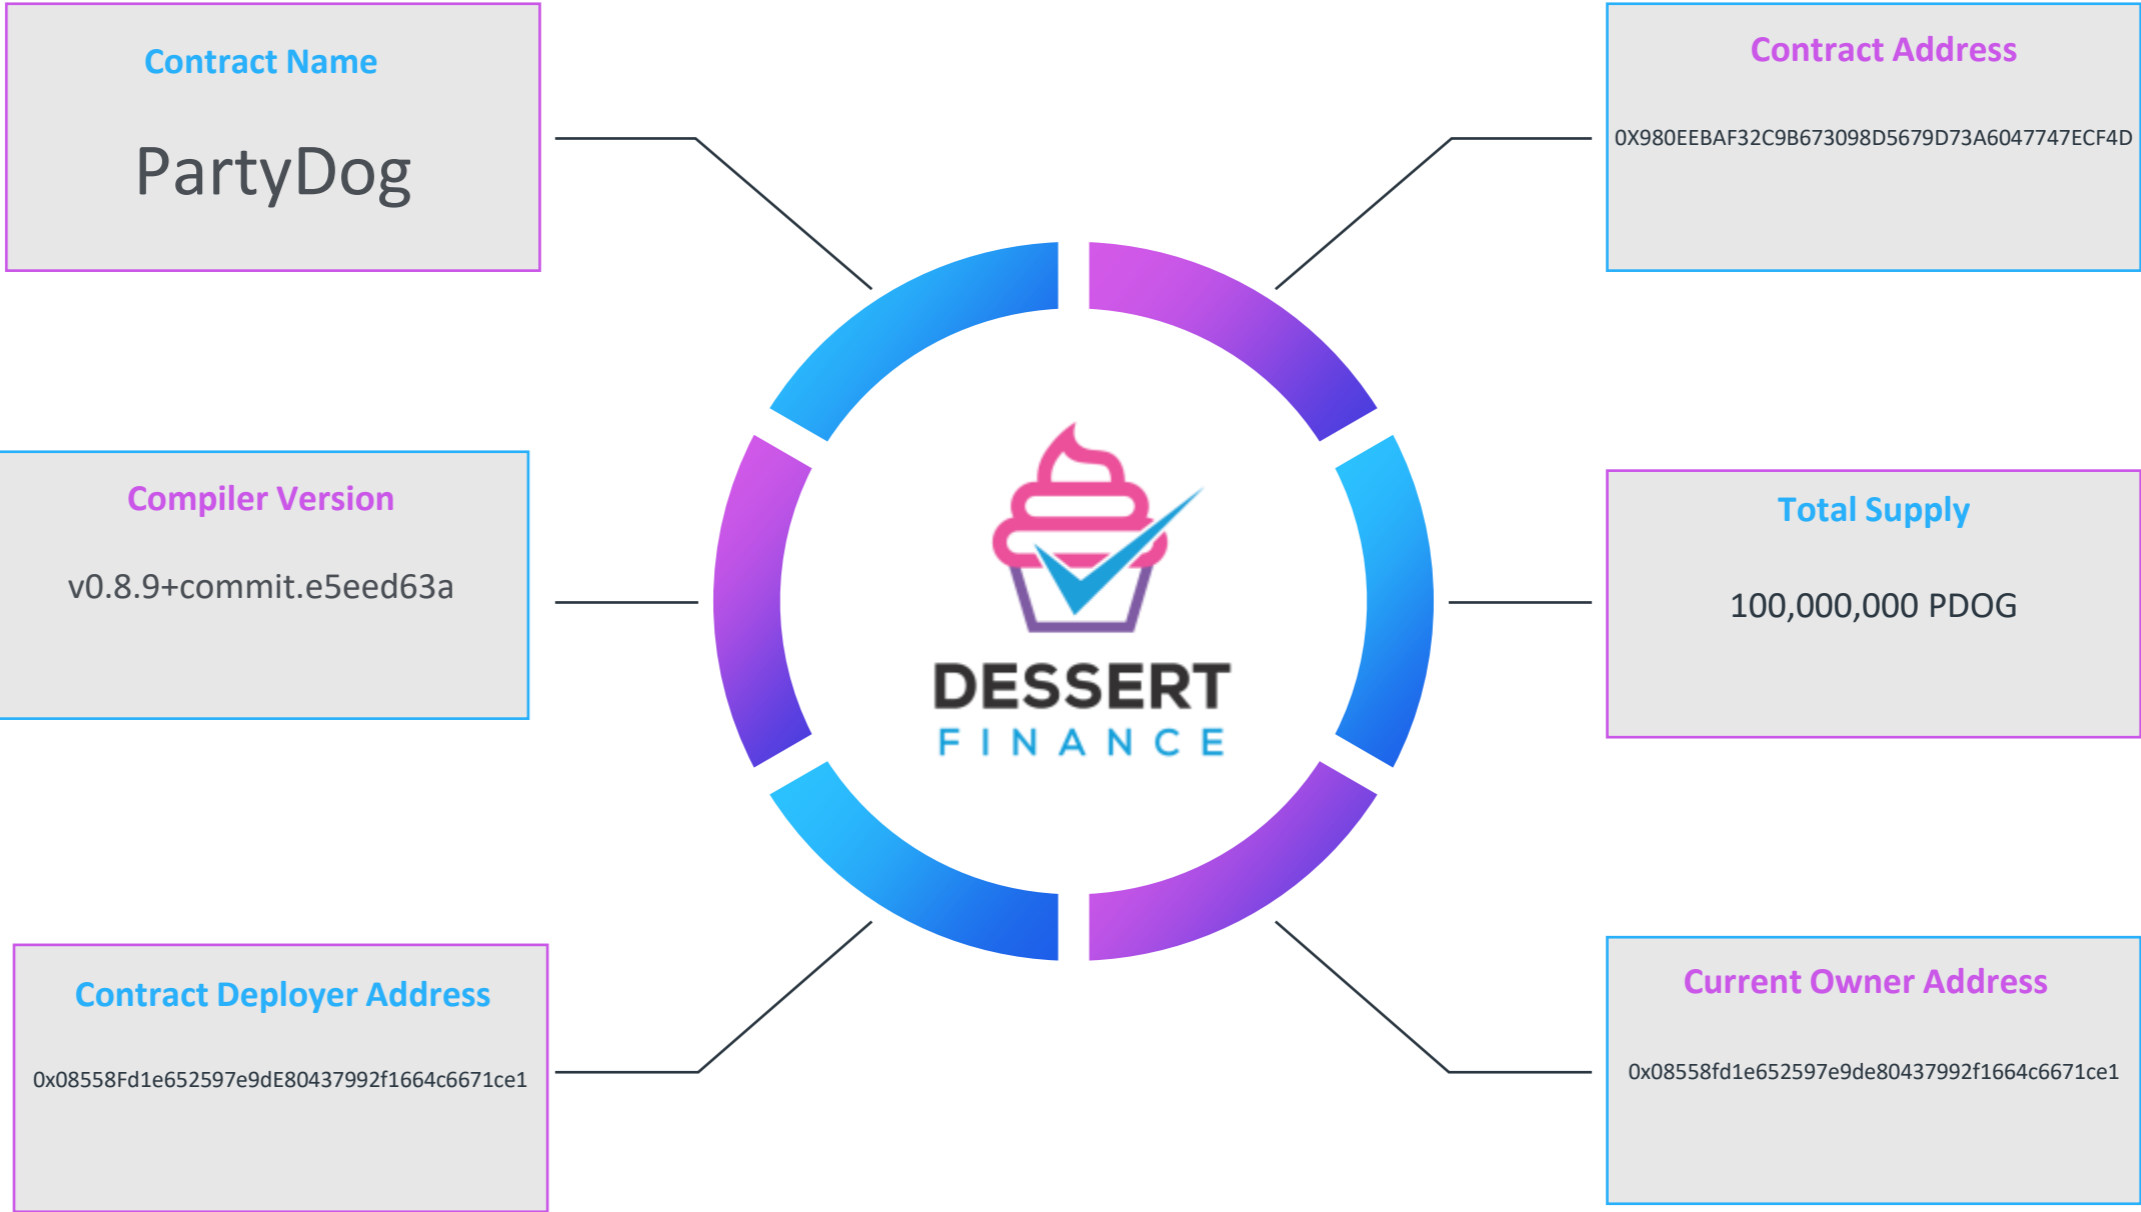 Contract Name
PartyDog
Contract Address
0X980EEBAF32C9B673098D5679D73A6047747ECF4D
Compiler Version
v0.8.9+commit.e5eed63a
DESSERT
FINANCE
Total Supply
100,000,000 PDOG
Contract Deployer Address
0x08558Fd1e652597e9dE80437992f1664c6671ce1
Current Owner Address
0x08558fd1e652597e9de80437992f1664c6671ce1